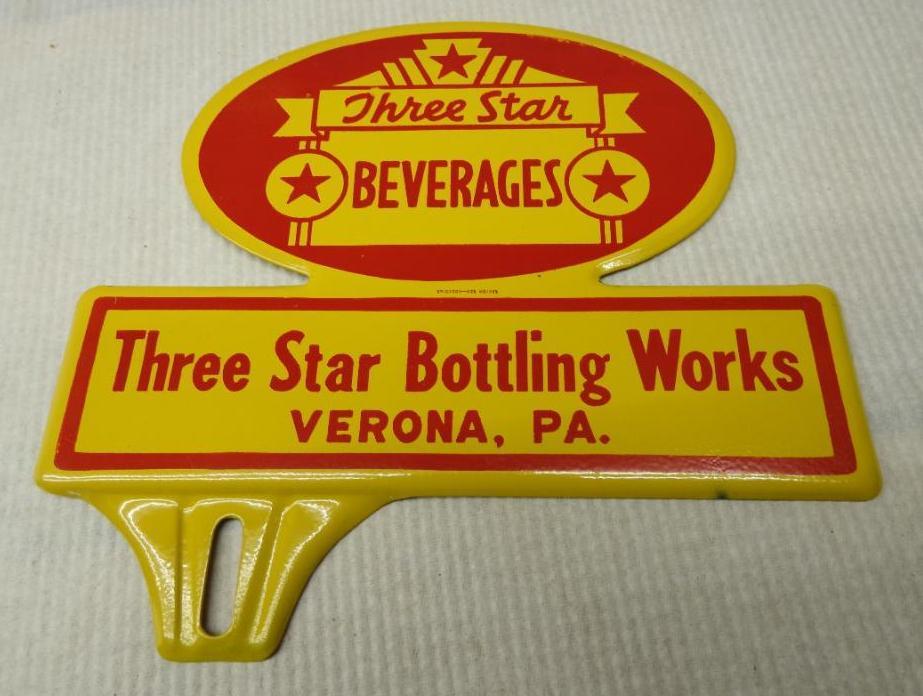 Three Star
BEVERAGES
Three Star Bottling Works
VERONA, PA.